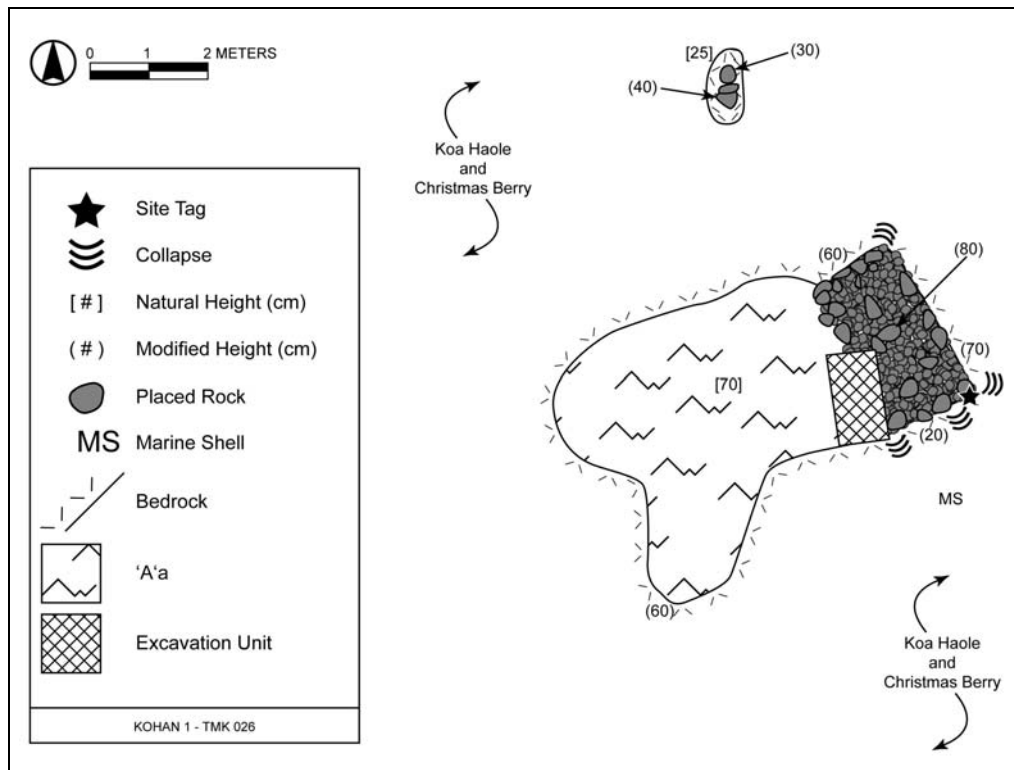 0 1 2 METERS
[25]
(30)
(40)
Koa Haole
and
Christmas Berry
Site Tag
Collapse
[ # ] Natural Height (cm)
( # ) Modified Height (cm)
Placed Rock
MS Marine Shell
Bedrock
‘A‘a
Excavation Unit
KOHAN 1 - TMK 026
(60)
(80)
(70)
[70]
(20)
MS
(60)
Koa Haole
and
Christmas Berry